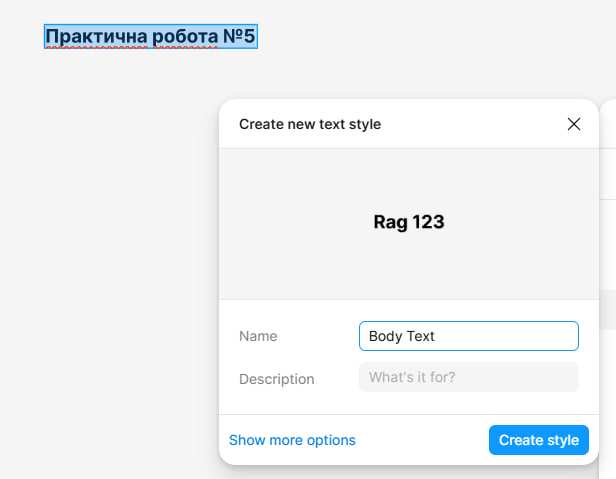 Практична робота №5
Create new text style
Rag 123
Name
Body Text
Description
What's it for?
Show more options
Create style